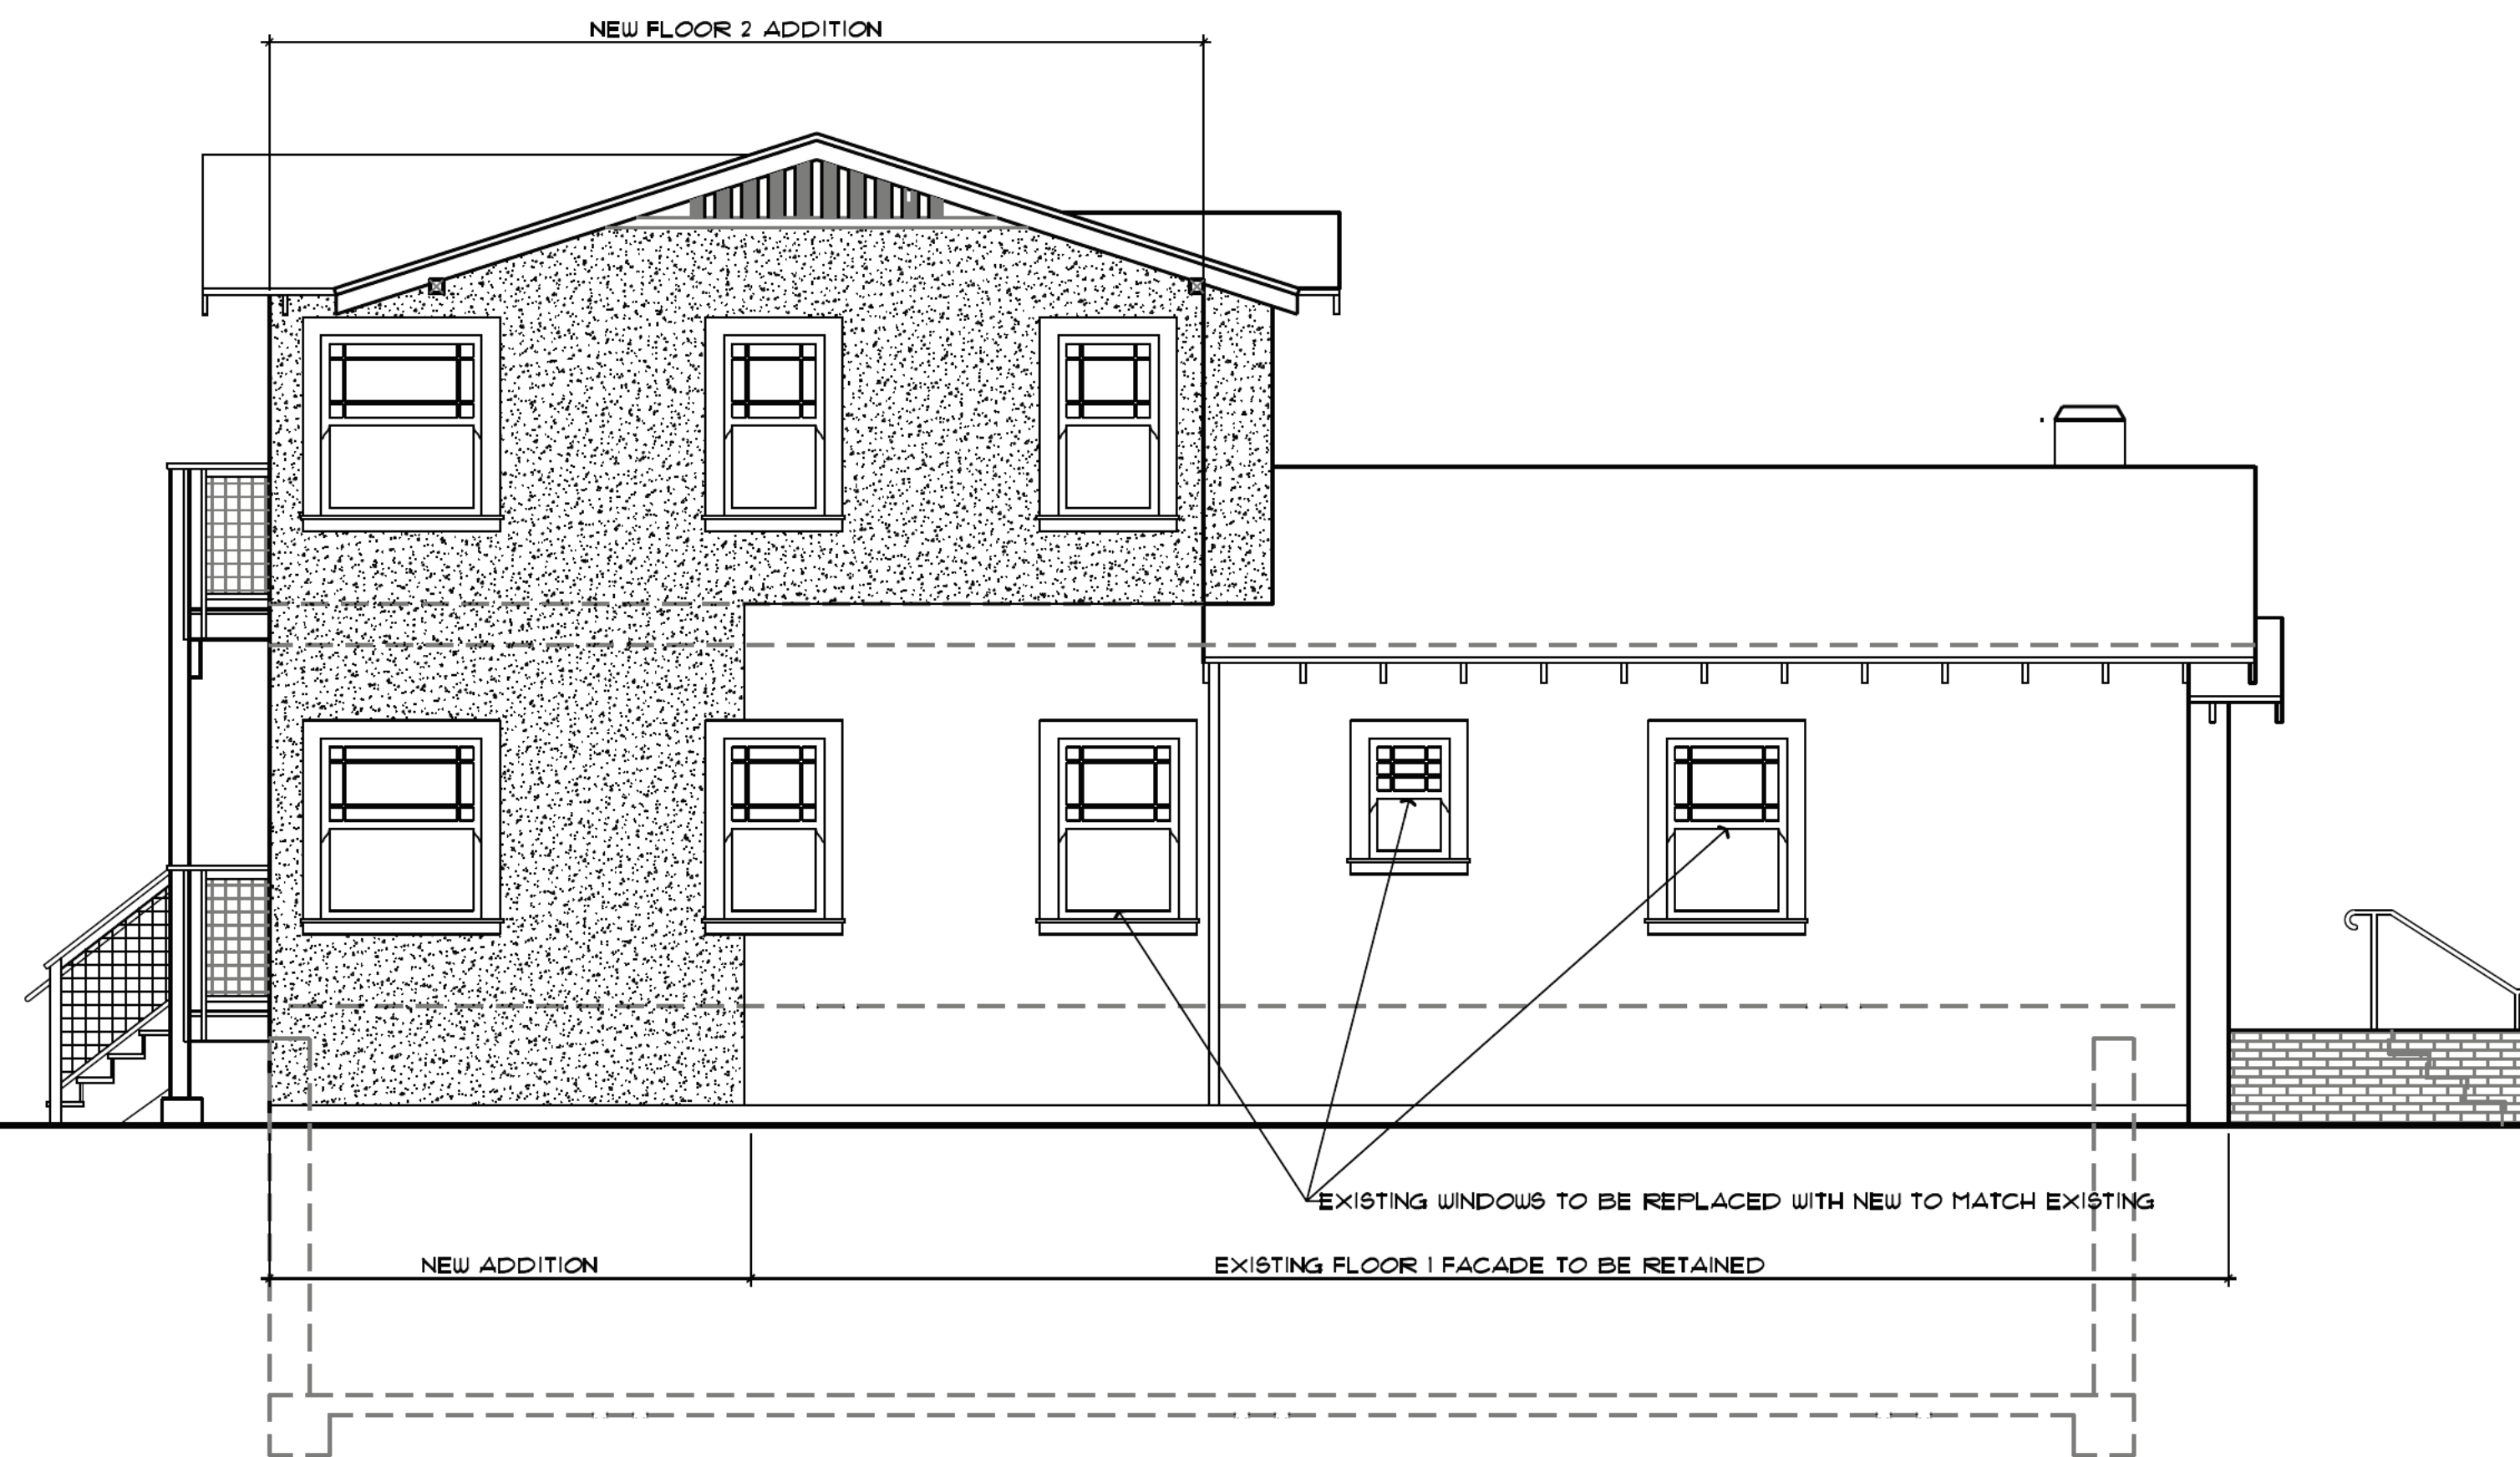 NEW FLOOR 2 ADDITION
EXISTING WINDOWS TO BE REPLACED WITH NEW TO MATCH EXISTING
NEW ADDITION
EXISTING FLOOR 1 FACADE TO BE RETAINED